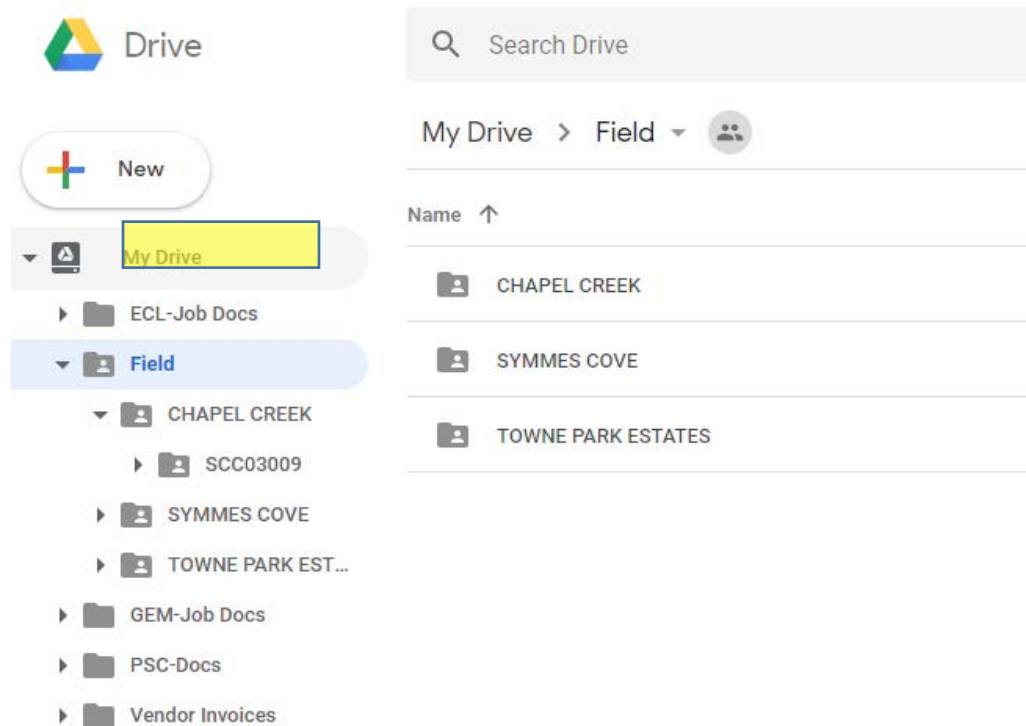 Drive
Search Drive
My Drive > Field
New
Name
My Drive
CHAPEL CREEK
ECL-Job Docs
SYMMES COVE
Field
CHAPEL CREEK
TOWNE PARK ESTATES
SCC03009
SYMMES COVE
TOWNE PARK EST...
GEM-Job Docs
PSC-Docs
Vendor Invoices